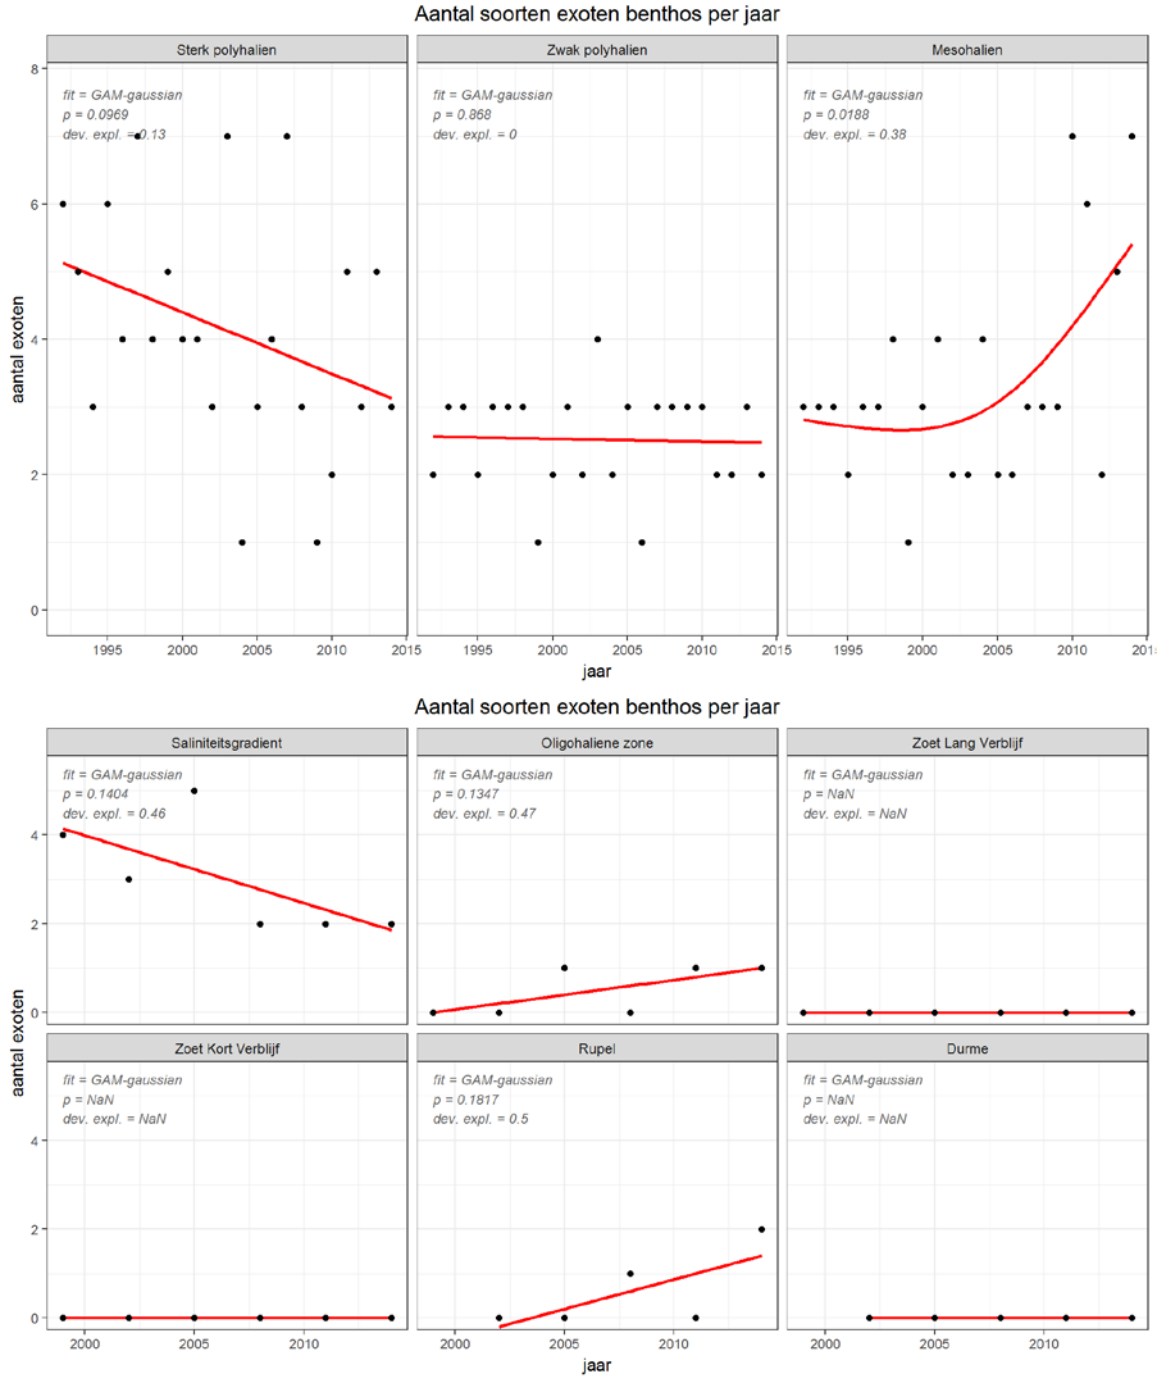 Aantal soorten exoten benthos per jaar
Sterk polyhalien
Zwak polyhalien
Mesohalien
fit = GAM-gaussian
p = 0.0969
dev. expl. = 0.13
fit = GAM-gaussian
p = 0.868
dev. expl. = 0
fit = GAM-gaussian
p = 0.0188
dev. expl. = 0.38
aantal exoten
8
6
4
2
0
1995 2000 2005 2010 2015
1995 2000 2005 2010 2015
1995 2000 2005 2010 201
jaar
Aantal soorten exoten benthos per jaar
Saliniteitsgradient
Oligohaliene zone
Zoet Lang Verblijf
fit = GAM-gaussian
p = 0.1404
dev. expl. = 0.46
fit = GAM-gaussian
p = 0.1347
dev. expl. = 0.47
fit = GAM-gaussian
p = NaN
dev. expl. = NaN
4
2
0
aantal exoten
Zoet Kort Verblijf
Rupel
Durme
fit = GAM-gaussian
p = NaN
dev. expl. = NaN
fit = GAM-gaussian
p = 0.1817
dev. expl. = 0.5
fit = GAM-gaussian
p = NaN
dev. expl. = NaN
4
2
0
2000 2005 2010
2000 2005 2010
2000 2005 2010
jaar